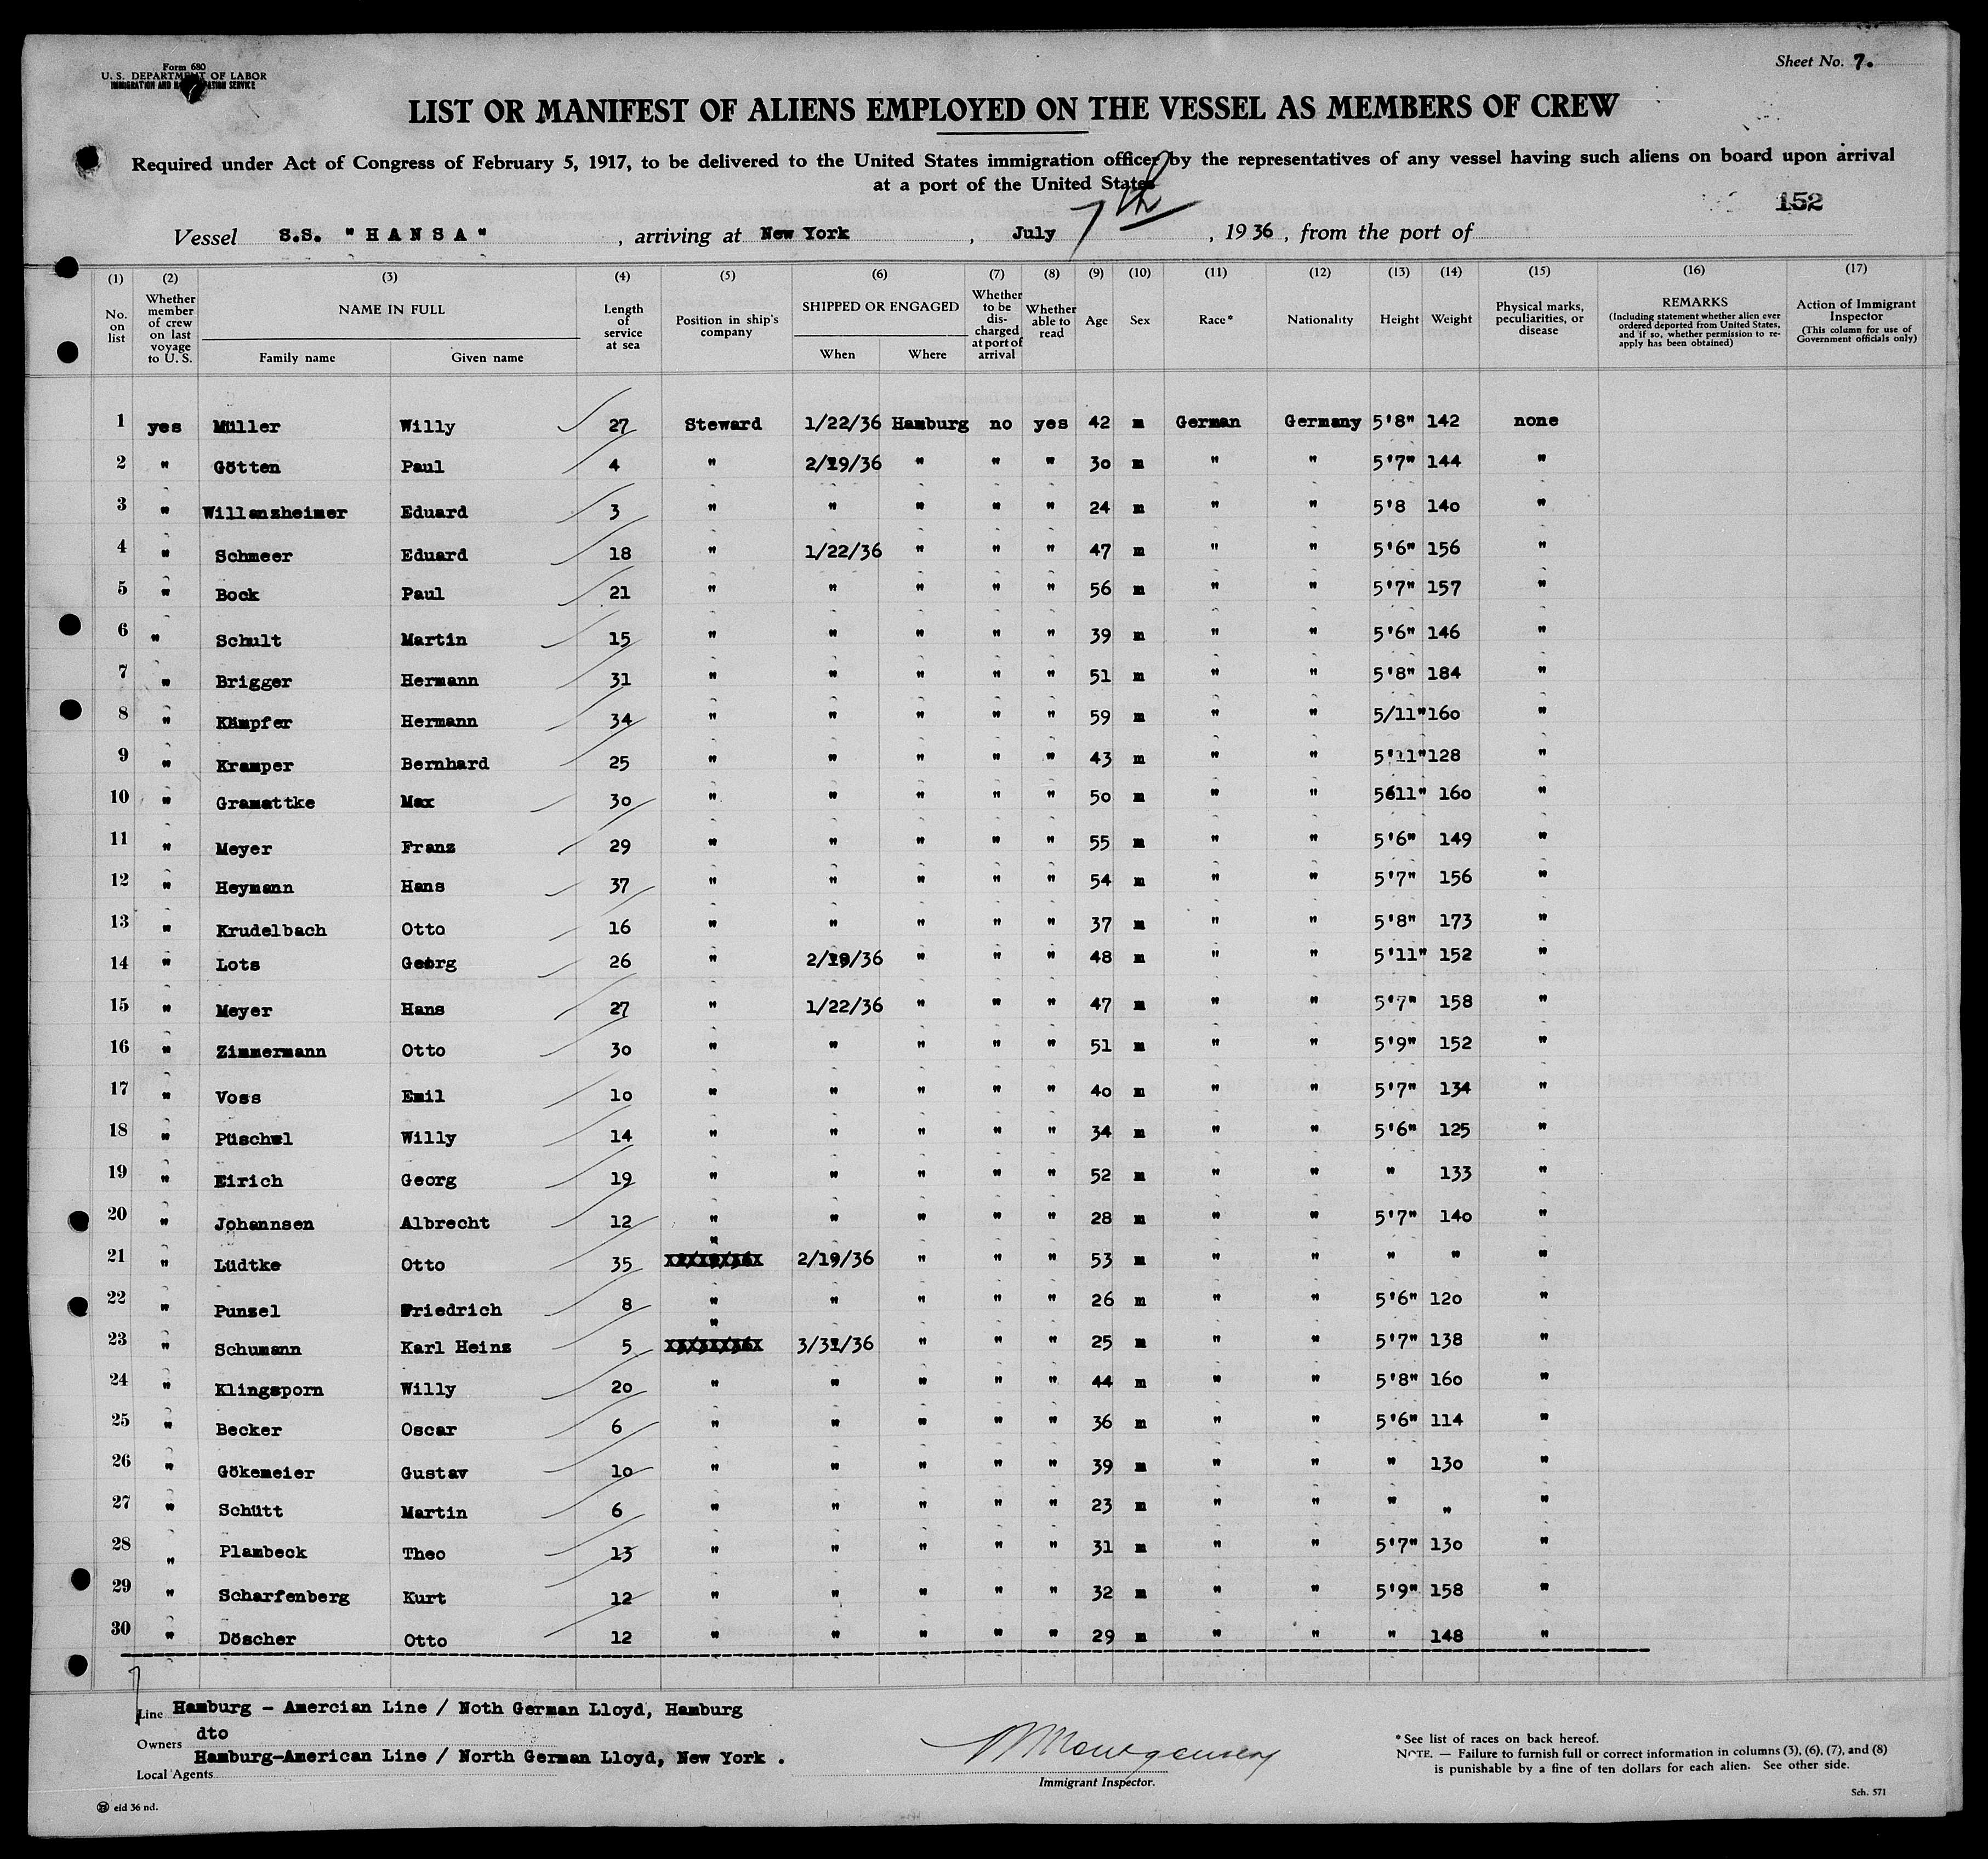 Form 680
U. S. DEPARTMENT OF LABOR
IMMIGRATION AND NATURALIZATION SERVICE
Sheet No. 7.
LIST OR MANIFEST OF ALIENS EMPLOYED ON THE VESSEL AS MEMBERS OF CREW
Required under Act of Congress of February 5, 1917, to be delivered to the United States immigration officer by the representatives of any vessel having such aliens on board upon arrival
at a port of the United States
152
Vessel S.S. "HANSA" , arriving at New York , July 7th , 1936 , from the port of
(1) (2) (3) (4) (5) (6) (7) (8) (9) (10) (11) (12) (13) (14) (15) (16) (17)
No. on list
Whether member of crew on last voyage to U. S.
NAME IN FULL
Family name Given name
Length of service at sea
Position in ship's company
SHIPPED OR ENGAGED
When Where
Whether to be discharged at port of arrival
Whether able to read
Age
Sex
Race*
Nationality
Height
Weight
Physical marks, peculiarities, or disease
REMARKS
(Including statement whether alien ever ordered deported from United States, and if so, whether permission to reapply has been obtained)
Action of Immigrant Inspector
(This column for use of Government officials only)
1 yes Müller Willy 27 Steward 1/22/36 Hamburg no yes 42 m German Germany 5'8" 142 none
2 " Götten Paul 4 " 2/19/36 " " " 30 m " " 5'7" 144 "
3 " Willanzheimer Eduard 3 " " " " " 24 m " " 5'8 140 "
4 " Schmeer Eduard 18 " 1/22/36 " " " 47 m " " 5'6" 156 "
5 " Bock Paul 21 " " " " " 56 m " " 5'7" 157 "
6 " Schult Martin 15 " " " " " 39 m " " 5'6" 146 "
7 " Brigger Hermann 31 " " " " " 51 m " " 5'8" 184 "
8 " Kämpfer Hermann 34 " " " " " 59 m " " 5/11" 160 "
9 " Kramper Bernhard 25 " " " " " 43 m " " 5'11" 128 "
10 " Gramattke Max 30 " " " " " 50 m " " 5611" 160 "
11 " Meyer Franz 29 " " " " " 55 m " " 5'6" 149 "
12 " Heymann Hans 37 " " " " " 54 m " " 5'7" 156 "
13 " Krudelbach Otto 16 " " " " " 37 m " " 5'8" 173 "
14 " Lots Georg 26 " 2/19/36 " " " 48 m " " 5'11" 152 "
15 " Meyer Hans 27 " 1/22/36 " " " 47 m " " 5'7" 158 "
16 " Zimmermann Otto 30 " " " " " 51 m " " 5'9" 152 "
17 " Voss Emil 10 " " " " " 40 m " " 5'7" 134 "
18 " Püschel Willy 14 " " " " " 34 m " " 5'6" 125 "
19 " Eirich Georg 19 " " " " " 52 m " " " 133 "
20 " Johannsen Albrecht 12 " " " " " 28 m " " 5'7" 140 "
21 " Lüdtke Otto 35 " 2/19/36 " " " 53 m " " " " "
22 " Punzel Friedrich 8 " " " " " 26 m " " 5'6" 120 "
23 " Schumann Karl Heinz 5 " 3/31/36 " " " 25 m " " 5'7" 138 "
24 " Klingsporn Willy 20 " " " " " 44 m " " 5'8" 160 "
25 " Becker Oscar 6 " " " " " 36 m " " 5'6" 114 "
26 " Gökemeier Gustav 10 " " " " " 39 m " " " 130 "
27 " Schütt Martin 6 " " " " " 23 m " " " " "
28 " Plambeck Theo 13 " " " " " 31 m " " 5'7" 130 "
29 " Scharfenberg Kurt 12 " " " " " 32 m " " 5'9" 158 "
30 " Döscher Otto 12 " " " " " 29 m " " " 148 "
Line Hamburg - Amercian Line / Noth German Lloyd, Hamburg
Owners dto
Local Agents Hamburg-American Line / North German Lloyd, New York .
Immigrant Inspector.
* See list of races on back hereof.
NOTE. — Failure to furnish full or correct information in columns (3), (6), (7), and (8)
is punishable by a fine of ten dollars for each alien. See other side.
eid 36 nd.
Sch. 571